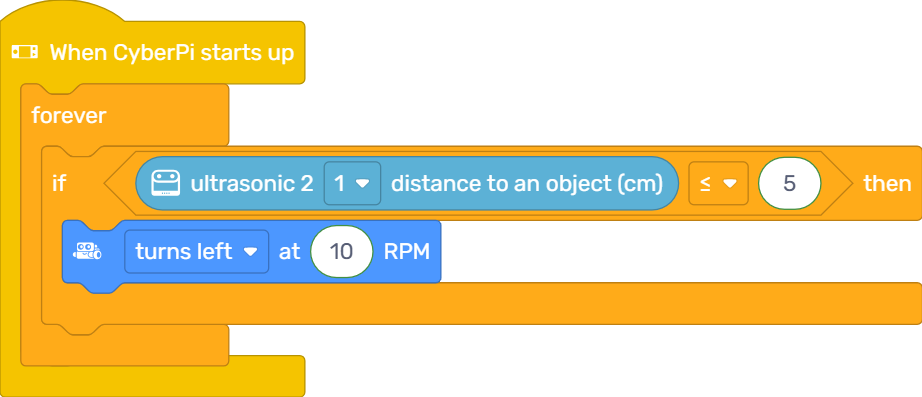 When CyberPi starts up
forever
if ultrasonic 2 1 distance to an object (cm) ≤ 5 then
turns left at 10 RPM